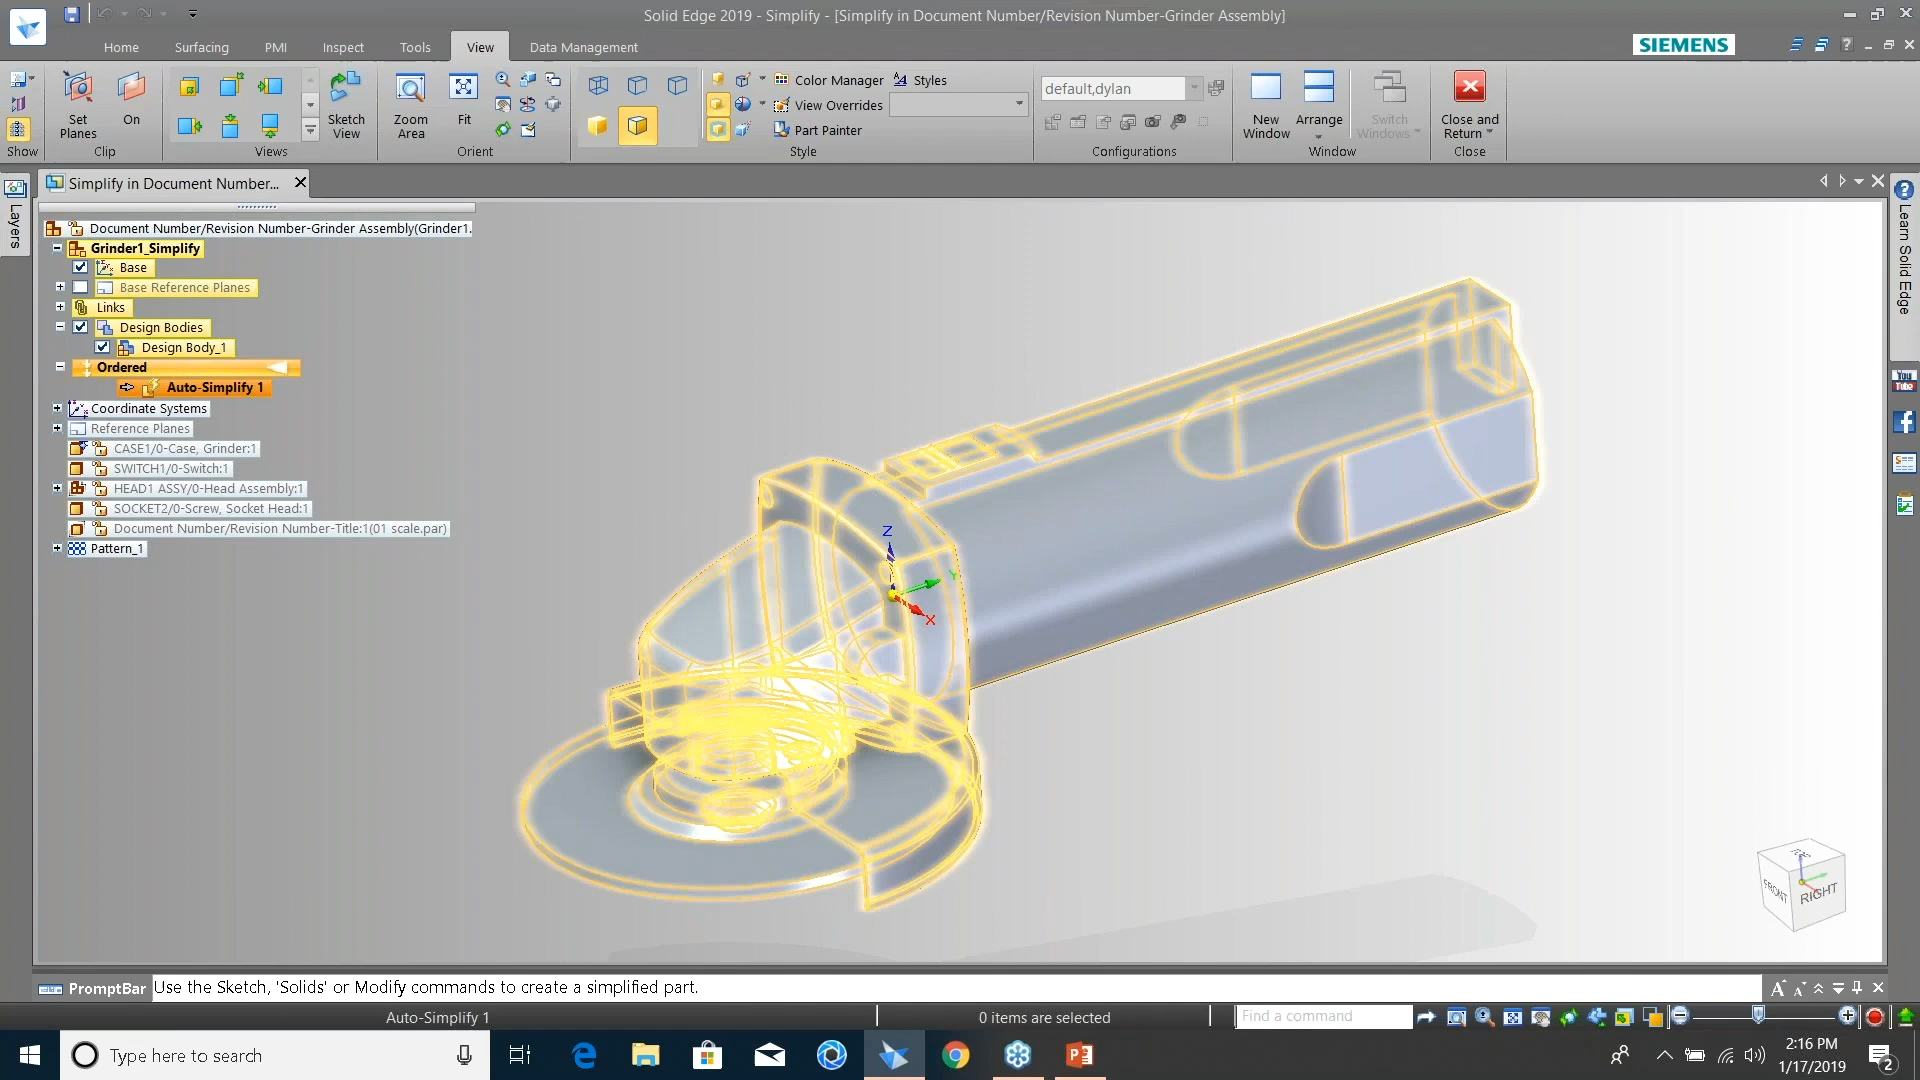 Solid Edge 2019 - Simplify - [Simplify in Document Number/Revision Number-Grinder Assembly]
Home
Surfacing
PMI
Inspect
Tools
View
Data Management
SIEMENS
Set Planes
On
Sketch View
Zoom Area
Fit
Color Manager
Styles
View Overrides
Part Painter
default,dylan
New Window
Arrange
Switch Windows
Close and Return
Show
Clip
Views
Orient
Style
Configurations
Window
Close
Simplify in Document Number...
Layers
Learn Solid Edge
You Tube
Document Number/Revision Number-Grinder Assembly(Grinder1.
Grinder1_Simplify
Base
Base Reference Planes
Links
Design Bodies
Design Body_1
Ordered
Auto-Simplify 1
Coordinate Systems
Reference Planes
CASE1/0-Case, Grinder:1
SWITCH1/0-Switch:1
HEAD1 ASSY/0-Head Assembly:1
SOCKET2/0-Screw, Socket Head:1
Document Number/Revision Number-Title:1(01 scale.par)
Pattern_1
Z
Y
X
TOP
FRONT
RIGHT
PromptBar
Use the Sketch, 'Solids' or Modify commands to create a simplified part.
Auto-Simplify 1
0 items are selected
Find a command
Type here to search
2:16 PM
1/17/2019
2